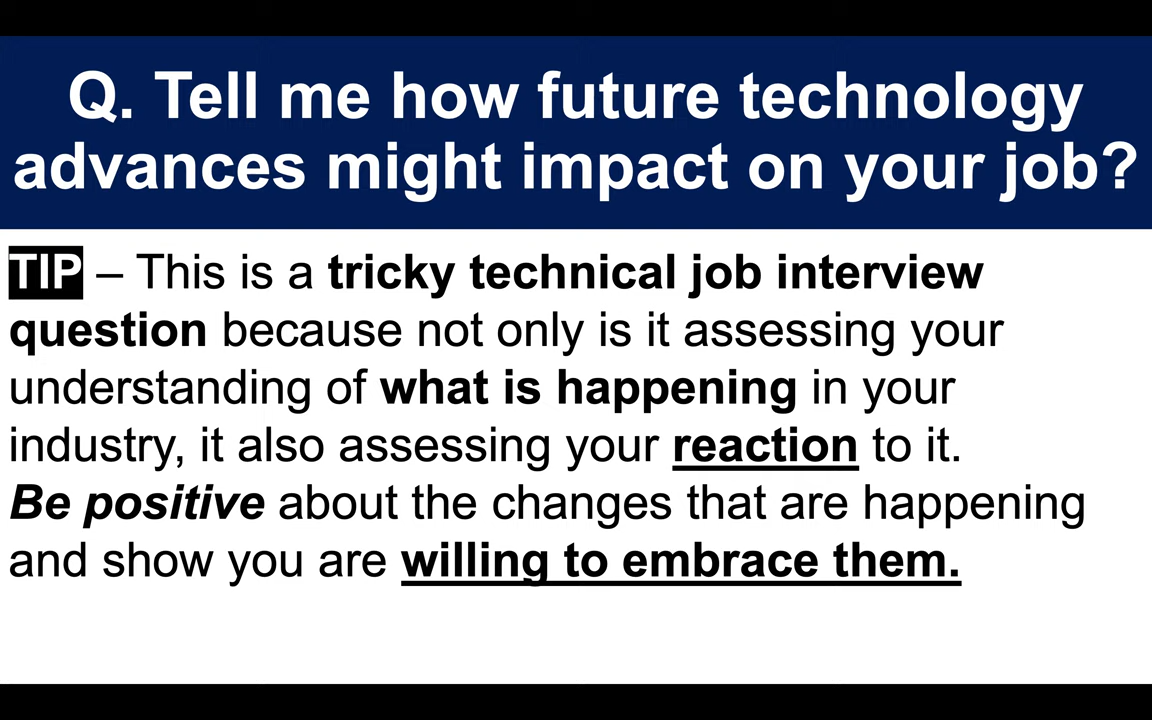 Q. Tell me how future technology
advances might impact on your job?
TIP – This is a tricky technical job interview
question because not only is it assessing your
understanding of what is happening in your
industry, it also assessing your reaction to it.
Be positive about the changes that are happening
and show you are willing to embrace them.